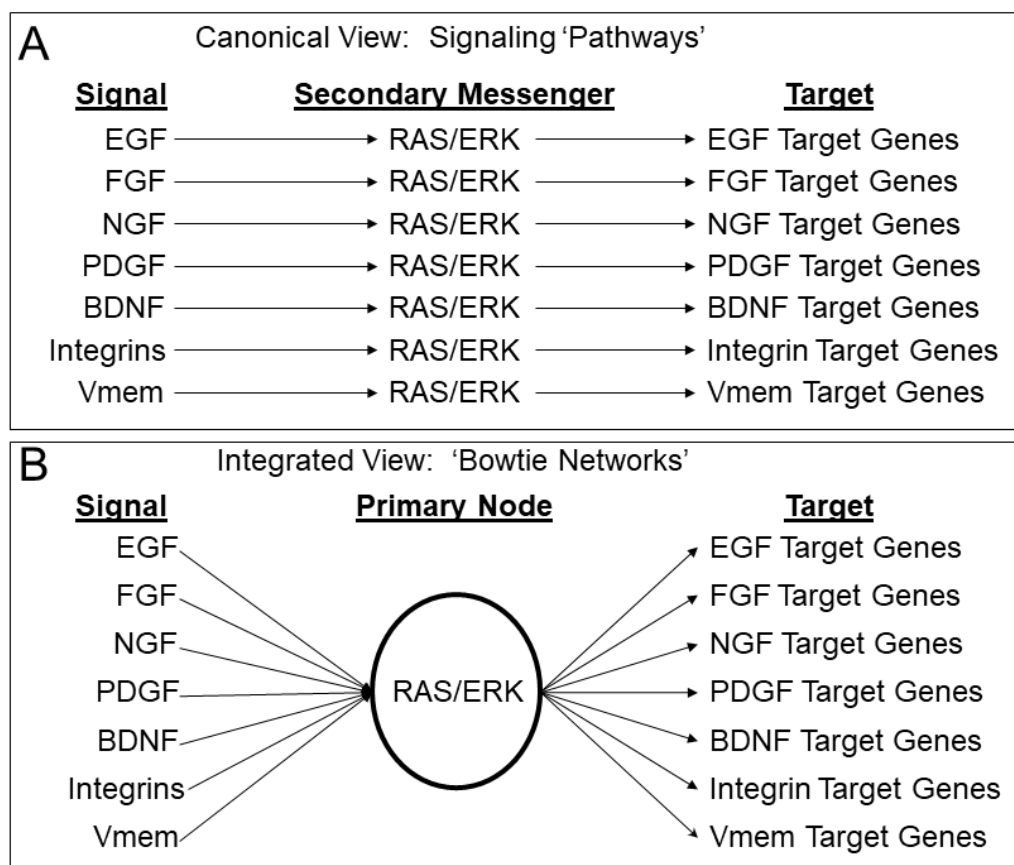 A
Canonical View: Signaling 'Pathways'
Signal Secondary Messenger Target
EGF RAS/ERK EGF Target Genes
FGF RAS/ERK FGF Target Genes
NGF RAS/ERK NGF Target Genes
PDGF RAS/ERK PDGF Target Genes
BDNF RAS/ERK BDNF Target Genes
Integrins RAS/ERK Integrin Target Genes
Vmem RAS/ERK Vmem Target Genes
B
Integrated View: 'Bowtie Networks'
Signal Primary Node Target
EGF EGF Target Genes
FGF FGF Target Genes
NGF NGF Target Genes
PDGF RAS/ERK PDGF Target Genes
BDNF BDNF Target Genes
Integrins Integrin Target Genes
Vmem Vmem Target Genes